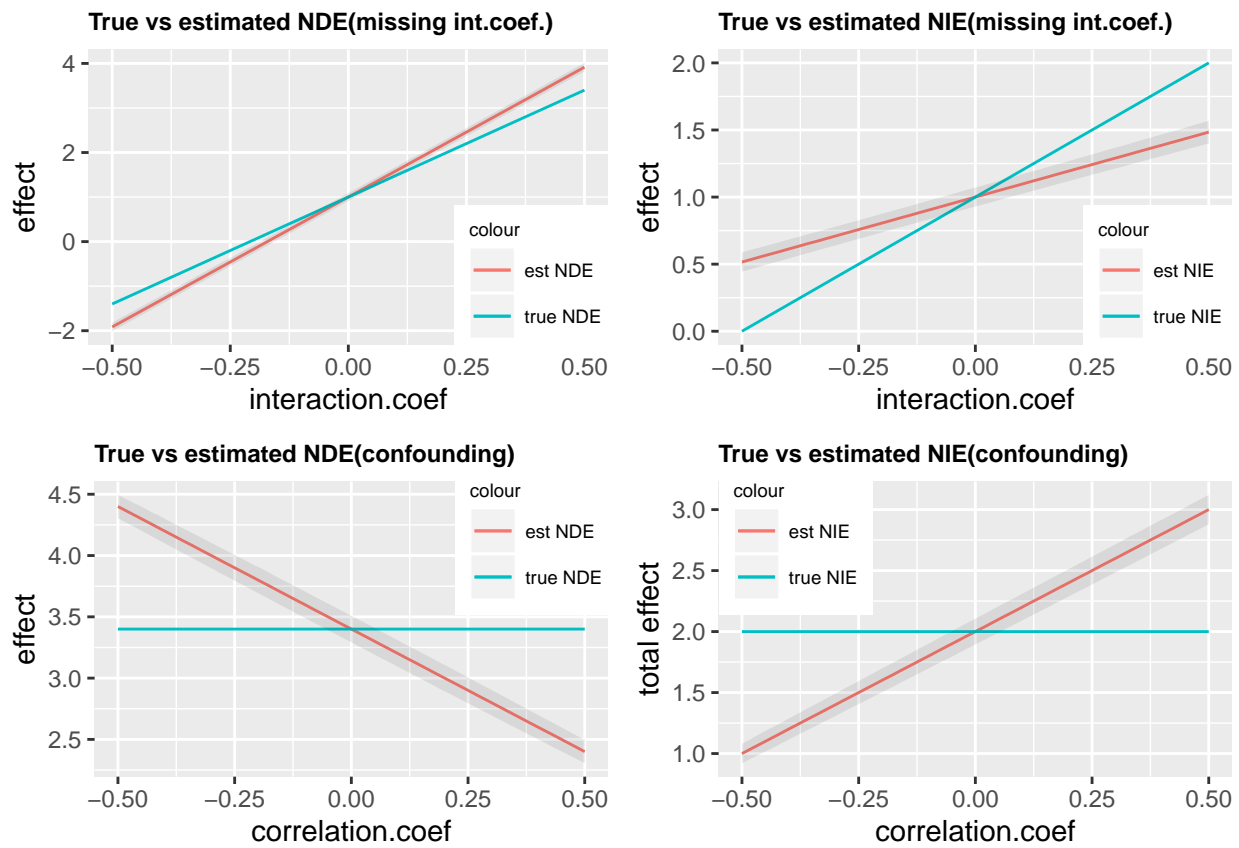 True vs estimated NDE(missing int.coef.)
4
2
0
−2
effect
colour
est NDE
true NDE
−0.50 −0.25 0.00 0.25 0.50
interaction.coef
True vs estimated NIE(missing int.coef.)
2.0
1.5
1.0
0.5
0.0
effect
colour
est NIE
true NIE
−0.50 −0.25 0.00 0.25 0.50
interaction.coef
True vs estimated NDE(confounding)
4.5
4.0
3.5
3.0
2.5
effect
colour
est NDE
true NDE
−0.50 −0.25 0.00 0.25 0.50
correlation.coef
True vs estimated NIE(confounding)
3.0
2.5
2.0
1.5
1.0
total effect
colour
est NIE
true NIE
−0.50 −0.25 0.00 0.25 0.50
correlation.coef